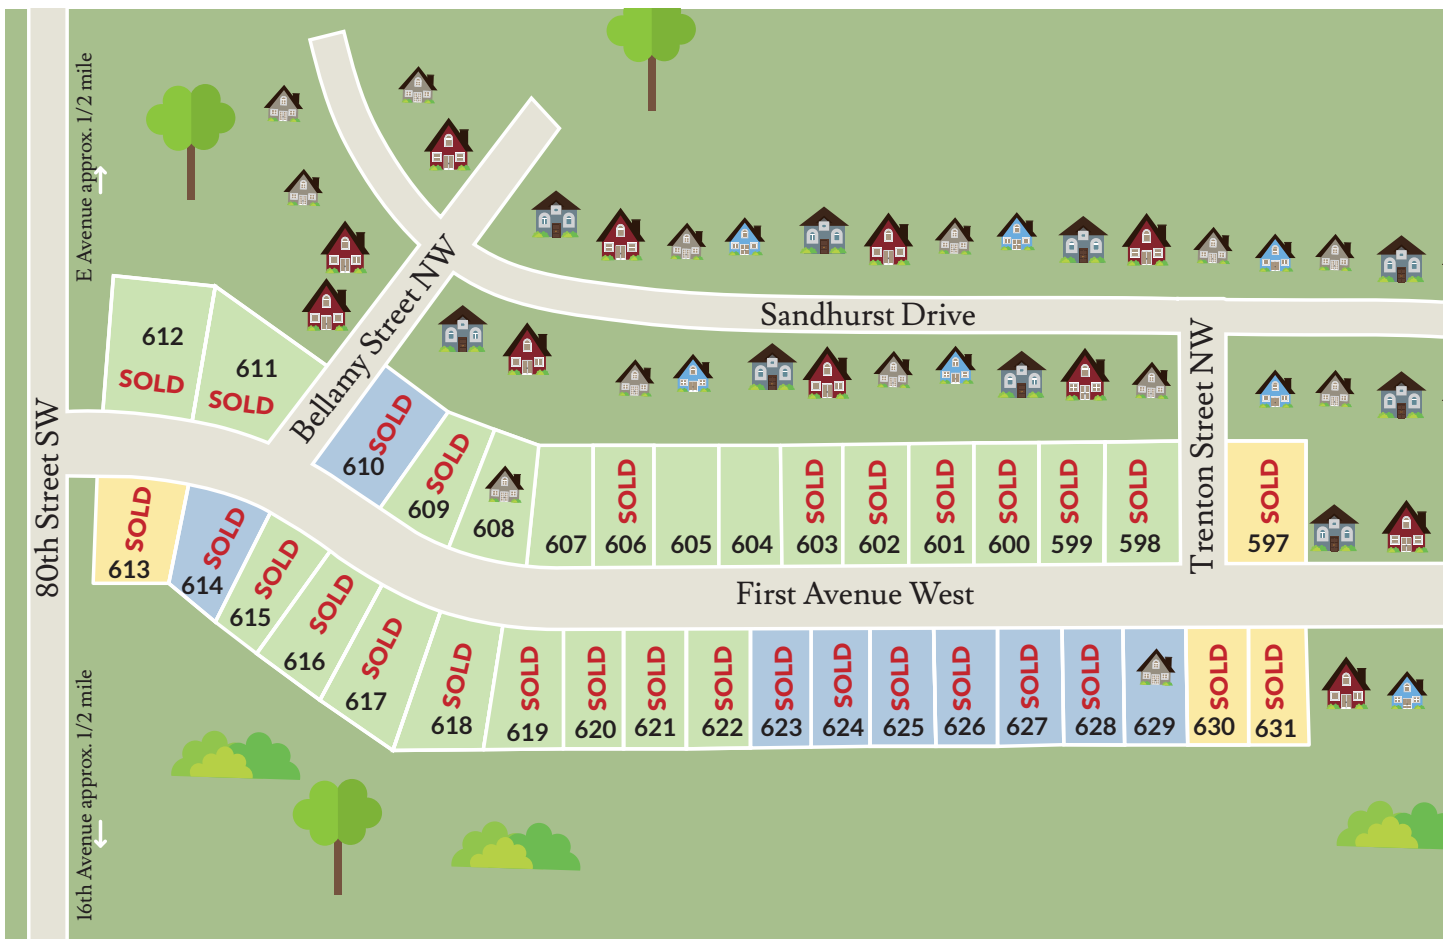 E Avenue approx. 1/2 mile
80th Street SW
16th Avenue approx. 1/2 mile
Bellamy Street NW
Sandhurst Drive
Trenton Street NW
First Avenue West
612
SOLD
611
SOLD
SOLD
610
SOLD
609
608
607
SOLD
606
605
604
SOLD
603
SOLD
602
SOLD
601
SOLD
600
SOLD
599
SOLD
598
SOLD
597
SOLD
613
SOLD
614
SOLD
615
SOLD
616
SOLD
617
SOLD
618
SOLD
619
SOLD
620
SOLD
621
SOLD
622
SOLD
623
SOLD
624
SOLD
625
SOLD
626
SOLD
627
SOLD
628
629
SOLD
630
SOLD
631